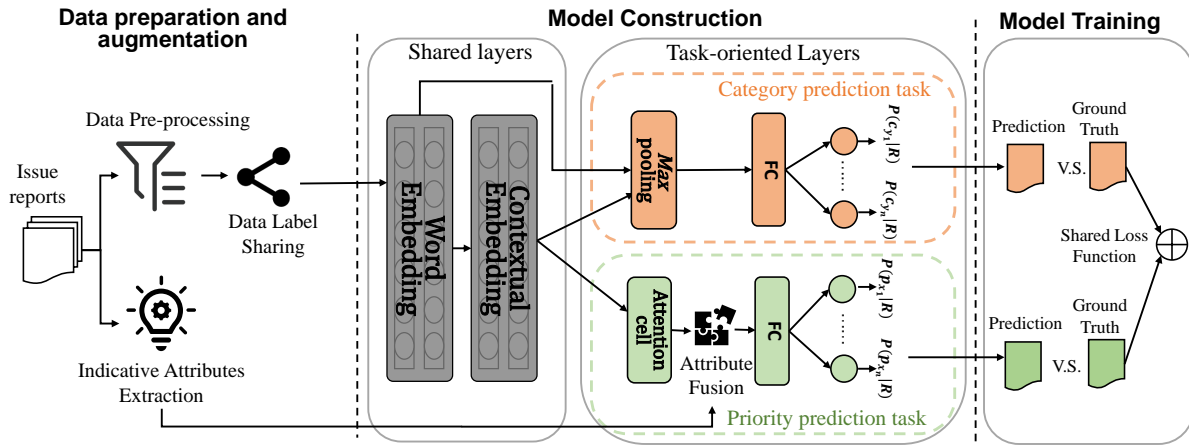 Data preparation and
augmentation
Model Construction
Model Training
Shared layers
Task-oriented Layers
Data Pre-processing
Issue
reports
Data Label
Sharing
Indicative Attributes
Extraction
Word
Embedding
Contextual
Embedding
Category prediction task
Max
pooling
FC
P(c_{y_1}|R)
P(c_{y_n}|R)
Attention
cell
Attribute
Fusion
FC
P(p_{x_1}|R)
P(p_{x_n}|R)
Priority prediction task
Prediction
Ground
Truth
V.S.
Shared Loss
Function
Prediction
Ground
Truth
V.S.